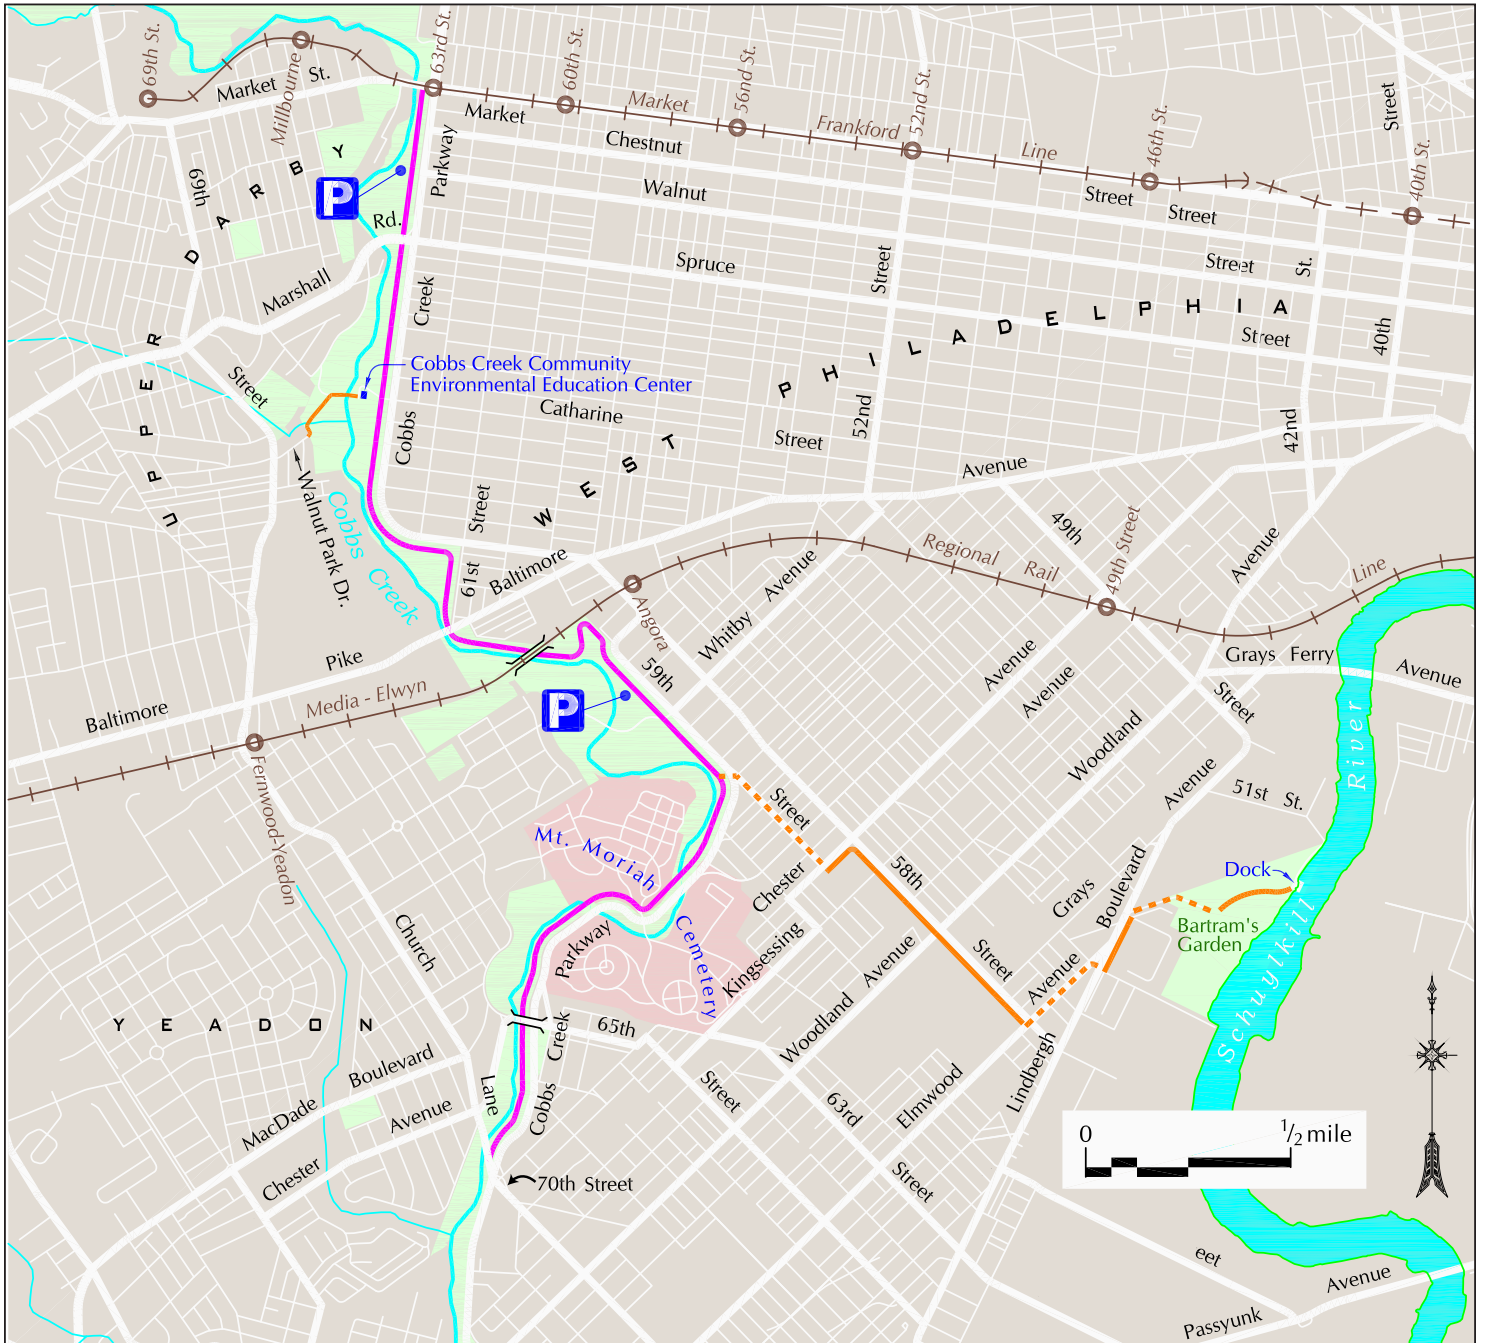 69th St.
Millbourne
63rd St.
60th St.
56nd St.
52nd St.
46th St.
40th St.
Market St.
Market
Market
Frankford
Line
Street
Street
Street
Chestnut
Walnut
Parkway
69th
Rd.
P
UPPER DARBY
Marshall
Spruce
Street
Street
St.
Street
Creek
WEST PHILADELPHIA
40th
Street
Cobbs Creek Community
Environmental Education Center
Catharine
Street
52nd
42nd
Cobbs
Avenue
Street
Walnut Park Dr.
Cobbs Creek
61st
Baltimore
Avenue
Regional Rail
49th
49th Street
Avenue
Line
Angora
Whitby
59th
Avenue
Avenue
Grays Ferry
Avenue
Street
Pike
Media - Elwyn
Baltimore
P
Woodland
Avenue
River
51st St.
Fernwood-Yeadon
Street
Mt. Moriah
Cemetery
Chester
58th
Grays
Boulevard
Dock
Bartram's
Garden
Church
Parkway
Kingsessing
Avenue
Street
Avenue
Schuylkill
YEADON
65th
Creek
Woodland
Boulevard
Lane
Cobbs
Street
63rd
Elmwood
Lindbergh
MacDade
Avenue
Chester
0 1/2 mile
70th Street
Street
eet
Avenue
Passyunk